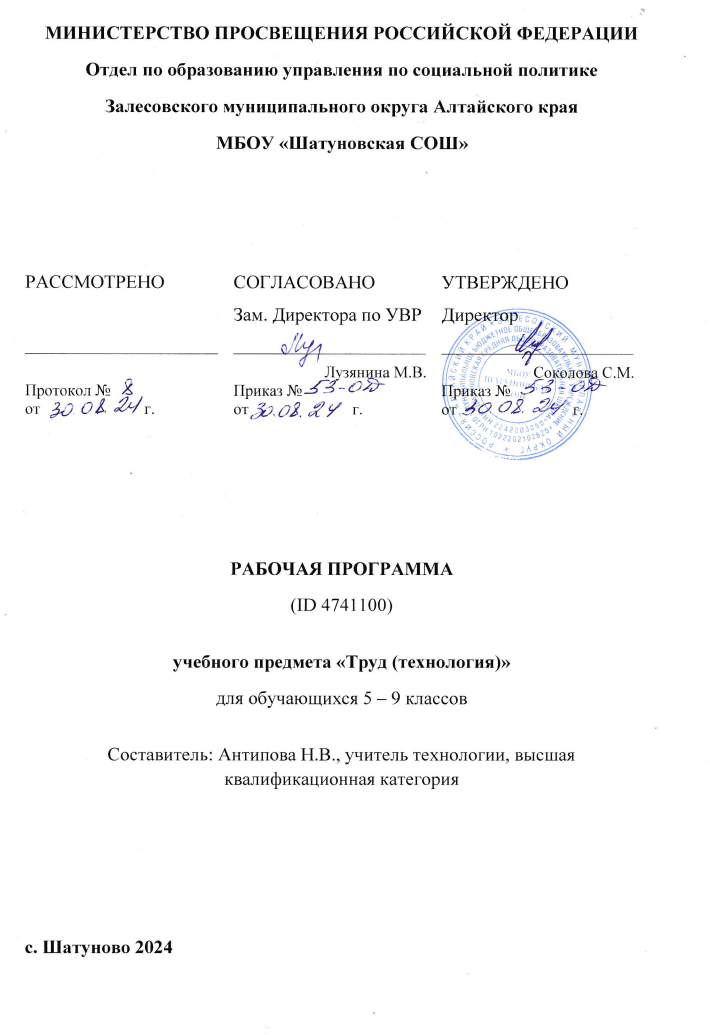 МИНИСТЕРСТВО ПРОСВЕЩЕНИЯ РОССИЙСКОЙ ФЕДЕРАЦИИ
Отдел по образованию управления по социальной политике
Залесовского муниципального округа Алтайского края
МБОУ «Шатуновская СОШ»
РАССМОТРЕНО СОГЛАСОВАНО УТВЕРЖДЕНО
Зам. Директора по УВР Директор
Лузянина М.В. Соколова С.М.
Протокол № 8 Приказ № 53-ОД Приказ № 53-ОД
от 30.08.24 г. от 30.08.24 г. от 30.08.24 г.
РАБОЧАЯ ПРОГРАММА
(ID 4741100)
учебного предмета «Труд (технология)»
для обучающихся 5 – 9 классов
Составитель: Антипова Н.В., учитель технологии, высшая
квалификационная категория
с. Шатуново 2024